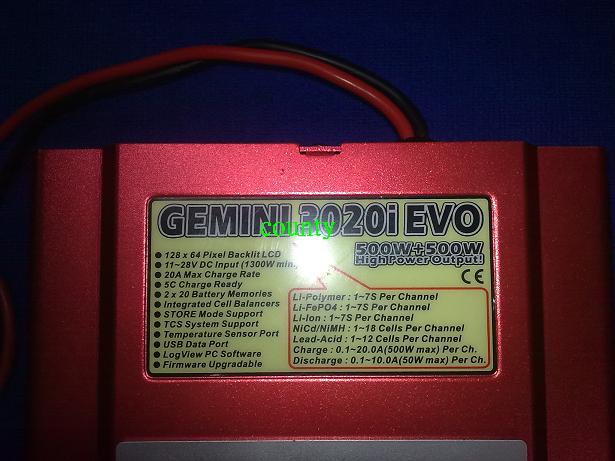 GEMINI 3020i EVO
county
500W+500W
High Power Output!
• 128 x 64 Pixel Backlit LCD
• 11~28V DC Input (1300W min.
• 20A Max Charge Rate
• 5C Charge Ready
• 2 x 20 Battery Memories
• Integrated Cell Balancers
• STORE Mode Support
• TCS System Support
• Temperature Sensor Port
• USB Data Port
• LogView PC Software
• Firmware Upgradable
CE
Li-Polymer : 1~7S Per Channel
Li-FePO4 : 1~7S Per Channel
Li-Ion : 1~7S Per Channel
NiCd/NiMH : 1~18 Cells Per Channel
Lead-Acid : 1~12 Cells Per Channel
Charge : 0.1~20.0A(500W max) Per Ch.
Discharge : 0.1~10.0A(50W max) Per Ch.